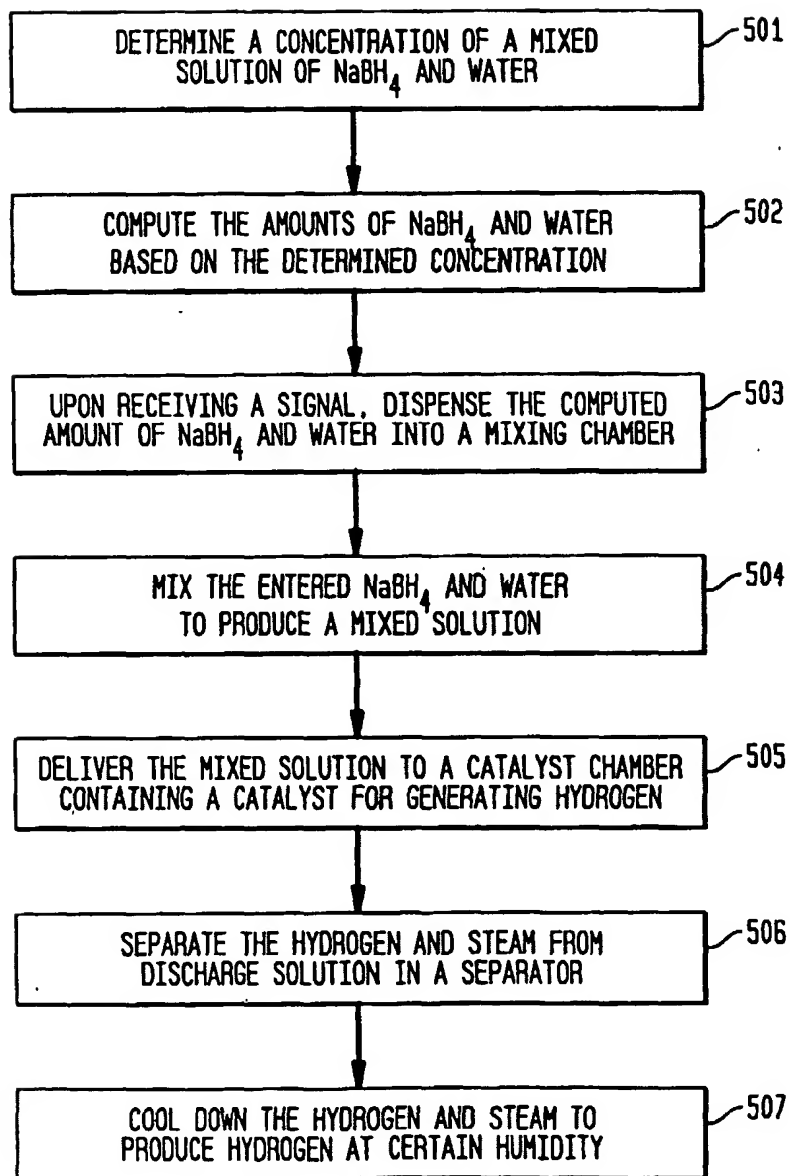 DETERMINE A CONCENTRATION OF A MIXED
SOLUTION OF NaBH4 AND WATER
501
COMPUTE THE AMOUNTS OF NaBH4 AND WATER
BASED ON THE DETERMINED CONCENTRATION
502
UPON RECEIVING A SIGNAL, DISPENSE THE COMPUTED
AMOUNT OF NaBH4 AND WATER INTO A MIXING CHAMBER
503
MIX THE ENTERED NaBH4 AND WATER
TO PRODUCE A MIXED SOLUTION
504
DELIVER THE MIXED SOLUTION TO A CATALYST CHAMBER
CONTAINING A CATALYST FOR GENERATING HYDROGEN
505
SEPARATE THE HYDROGEN AND STEAM FROM
DISCHARGE SOLUTION IN A SEPARATOR
506
COOL DOWN THE HYDROGEN AND STEAM TO
PRODUCE HYDROGEN AT CERTAIN HUMIDITY
507